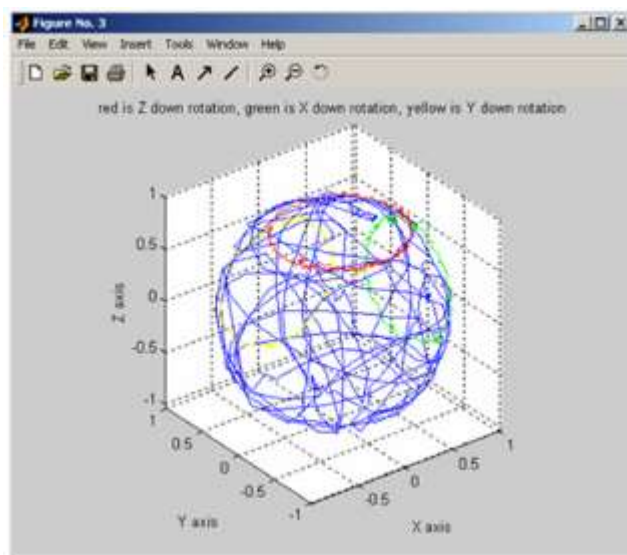 Figure No. 3
File Edit View Insert Tools Window Help
A
red is Z down rotation, green is X down rotation, yellow is Y down rotation
1
0.5
0
-0.5
-1
Z axis
1
0.5
0
-0.5
-1
Y axis
-0.5
0
0.5
1
X axis